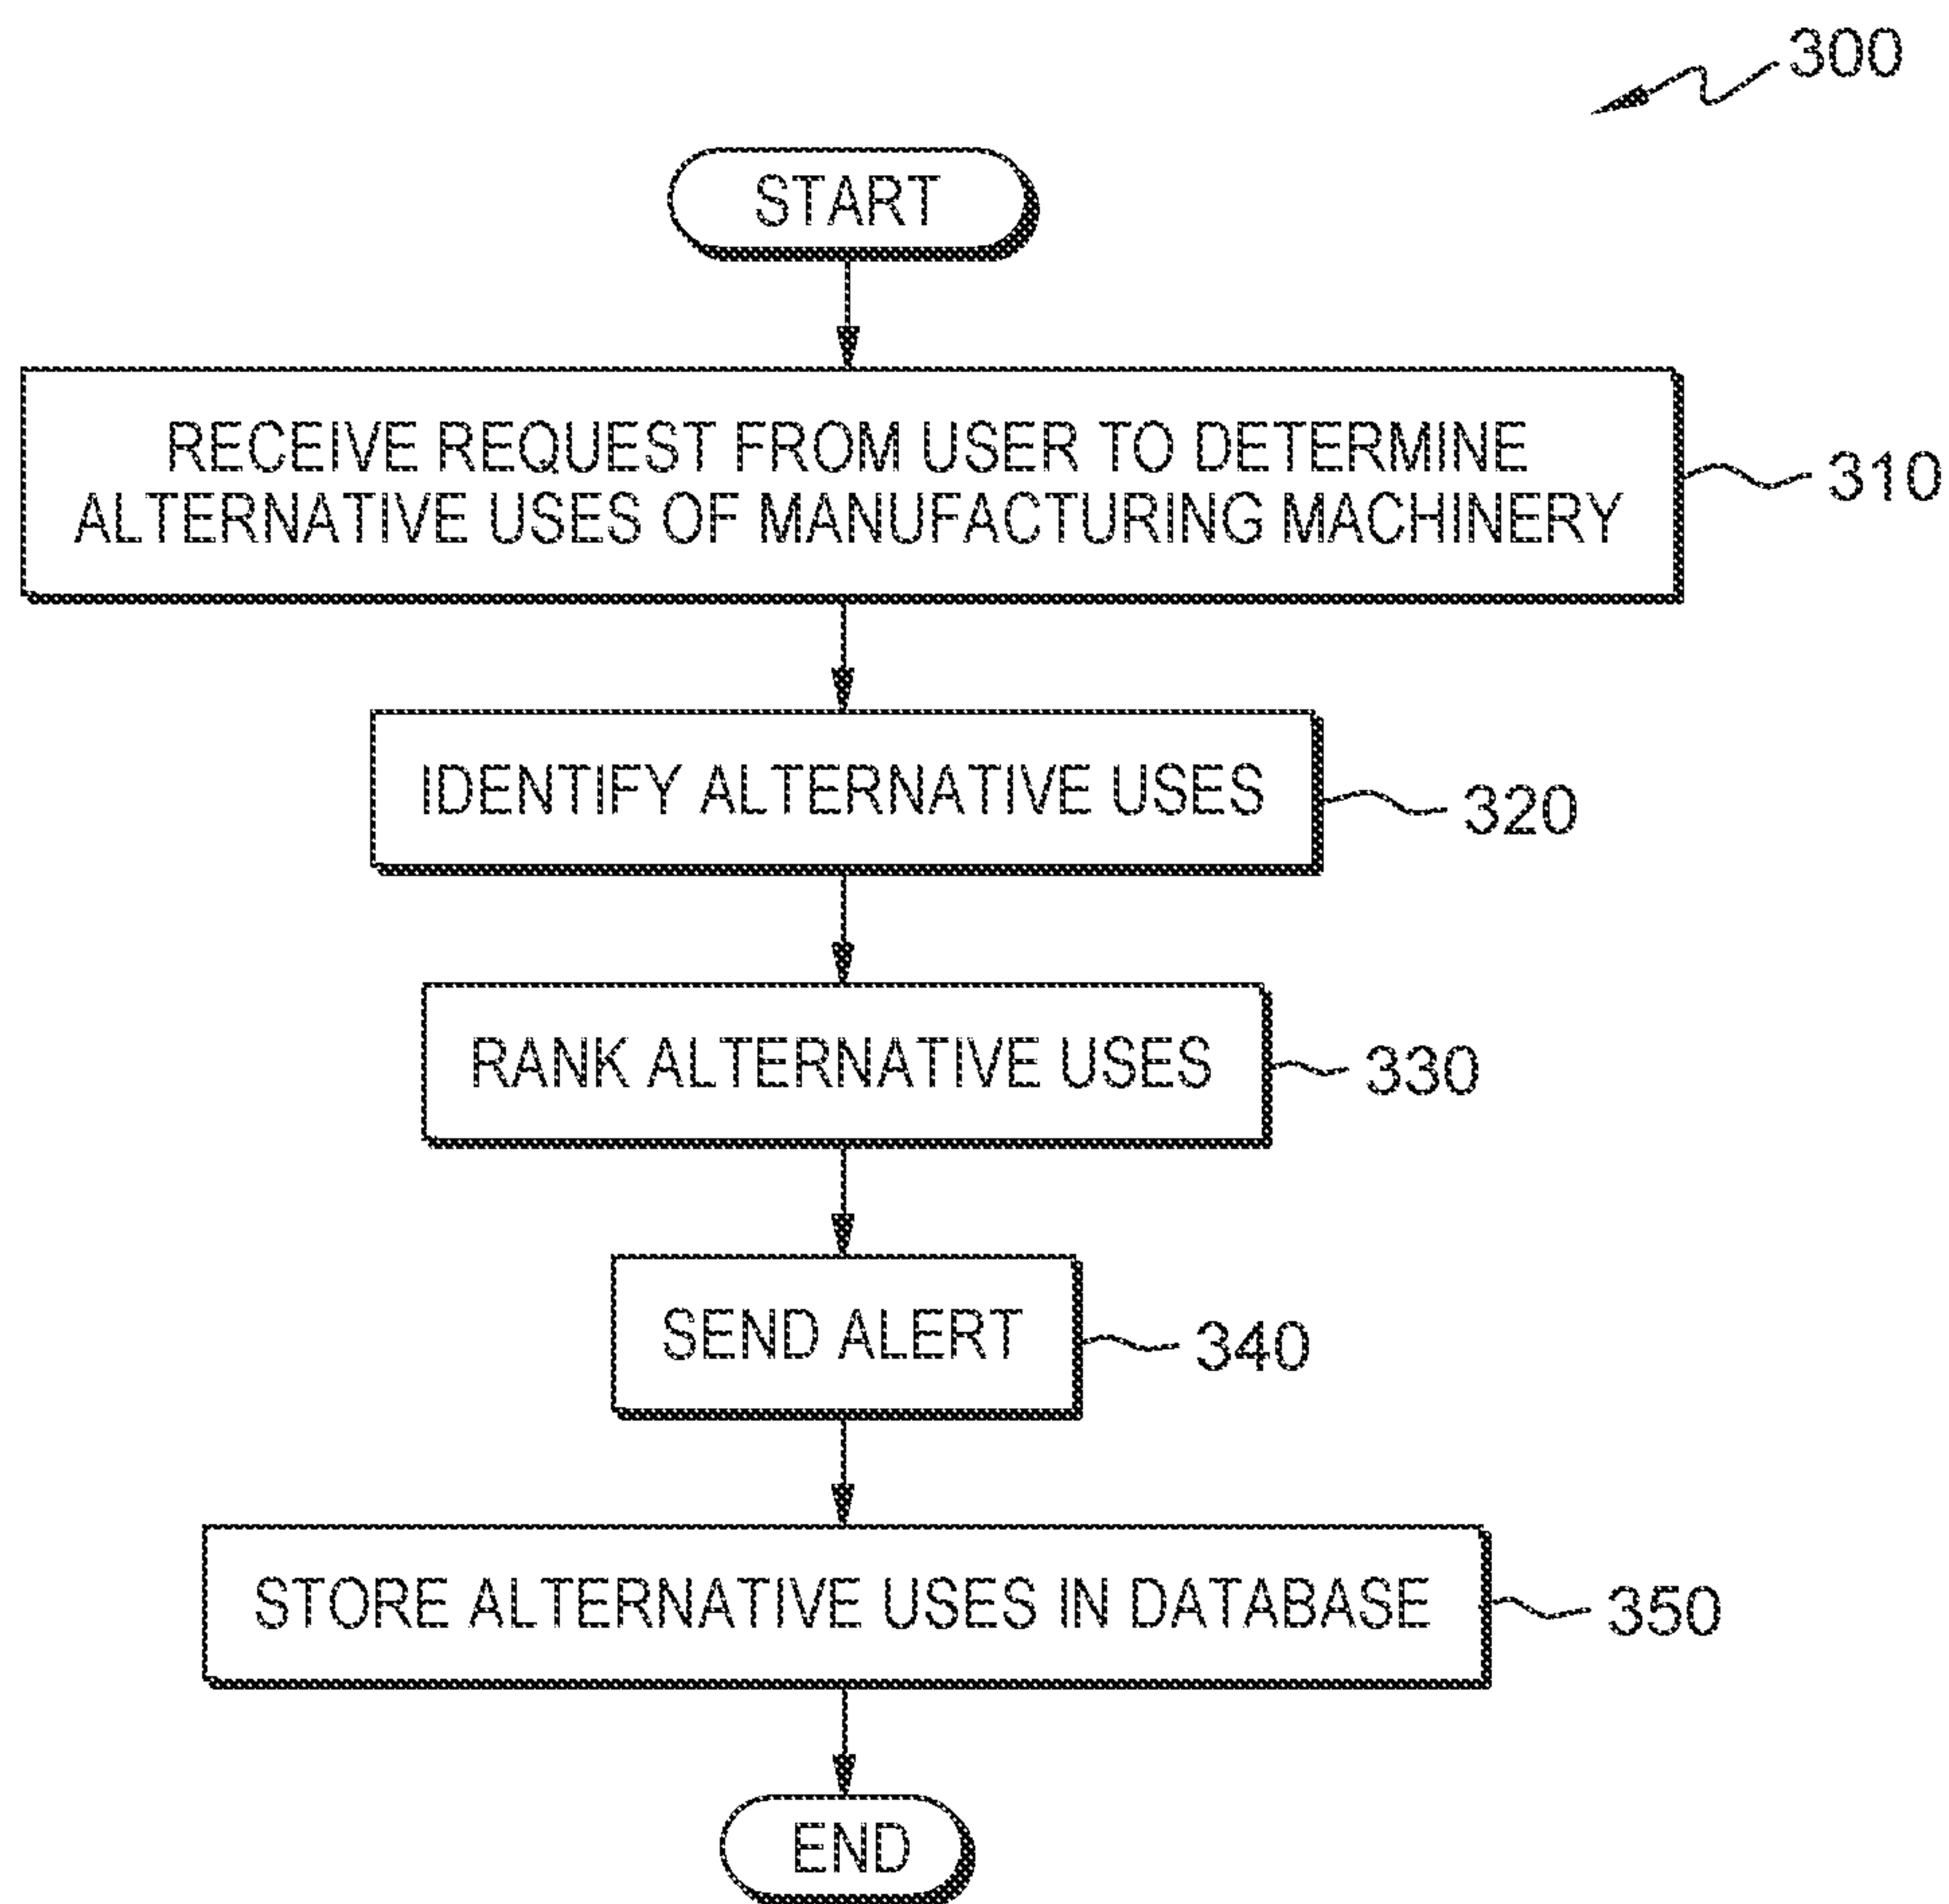 300
START
RECEIVE REQUEST FROM USER TO DETERMINE
ALTERNATIVE USES OF MANUFACTURING MACHINERY
310
IDENTIFY ALTERNATIVE USES
320
RANK ALTERNATIVE USES
330
SEND ALERT
340
STORE ALTERNATIVE USES IN DATABASE
350
END